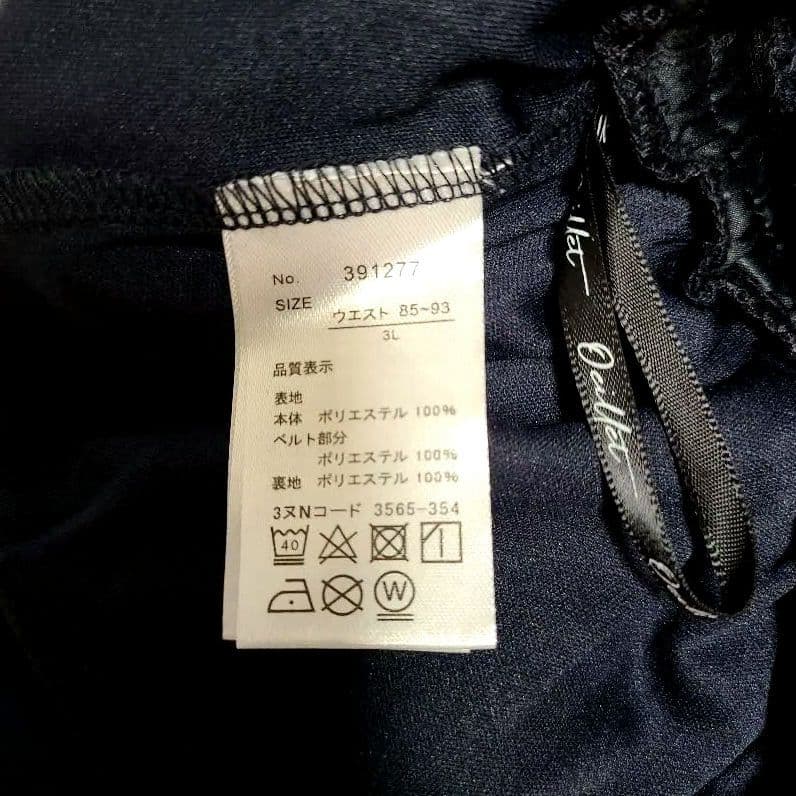 No. 391277
SIZE ウエスト 85~93
3L
品質表示
表地
本体 ポリエステル 100%
ベルト部分
ポリエステル 100%
裏地 ポリエステル 100%
3ヌNコード 3565-354
40
W